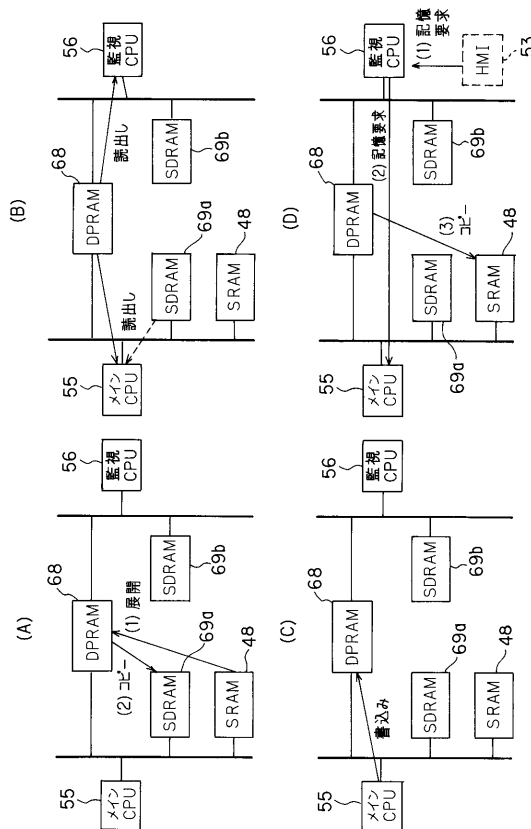 (A)
55
メイン
CPU
68
DPRAM
56
監視
CPU
(1) 展開
(2) コピー
69a
SDRAM
SDRAM
69b
48
SRAM
(B)
55
メイン
CPU
68
DPRAM
56
監視
CPU
読出し
読出し
69a
SDRAM
SDRAM
69b
48
SRAM
(C)
55
メイン
CPU
68
DPRAM
56
監視
CPU
書込み
69a
SDRAM
SDRAM
69b
48
SRAM
(D)
55
メイン
CPU
68
DPRAM
56
監視
CPU
(1) 記憶
要求
(2) 記憶要求
(3)
コピー
SDRAM
69a
SDRAM
69b
48
SRAM
HMI
53